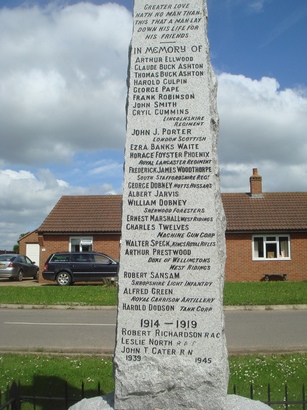 GREATER LOVE
HATH NO MAN THAN
THIS THAT A MAN LAY
DOWN HIS LIFE FOR
HIS FRIENDS
IN MEMORY OF
ARTHUR ELLWOOD
CLAUDE BUCK ASHTON
THOMAS BUCK ASHTON
HAROLD CULPIN
GEORGE PAPE
FRANK ROBINSON
JOHN SMITH
CRYIL CUMMINS
LINCOLNSHIRE
REGIMENT
JOHN J. PORTER
LONDON SCOTTISH
EZRA BANKS WAITE
HORACE FOYSTER PHOENIX
ROYAL LANCASTER REGIMENT
FREDERICK JAMES WOODTHORPE
SOUTH STAFFORDSHIRE REGT
GEORGE DOBNEY NOTTS HUSSARS
ALBERT JARVIS
WILLIAM DOBNEY
SHERWOOD FORESTERS
ERNEST MARSHALL WEST RIDINGS
CHARLES TWELVES
MACHINE GUN CORP
WALTER SPECK, KINGS ROYAL RIFLES
ARTHUR PRESTWOOD
DUKE OF WELLINGTONS
WEST RIDINGS
ROBERT SANSAM
SHROPSHIRE LIGHT INFANTRY
ALFRED GREEN
ROYAL GARRISON ARTILLERY
HAROLD DODSON TANK CORP
1914 - 1919
ROBERT RICHARDSON R.A.C
LESLIE NORTH R.A.C
JOHN T CATER R.N
1939 1945